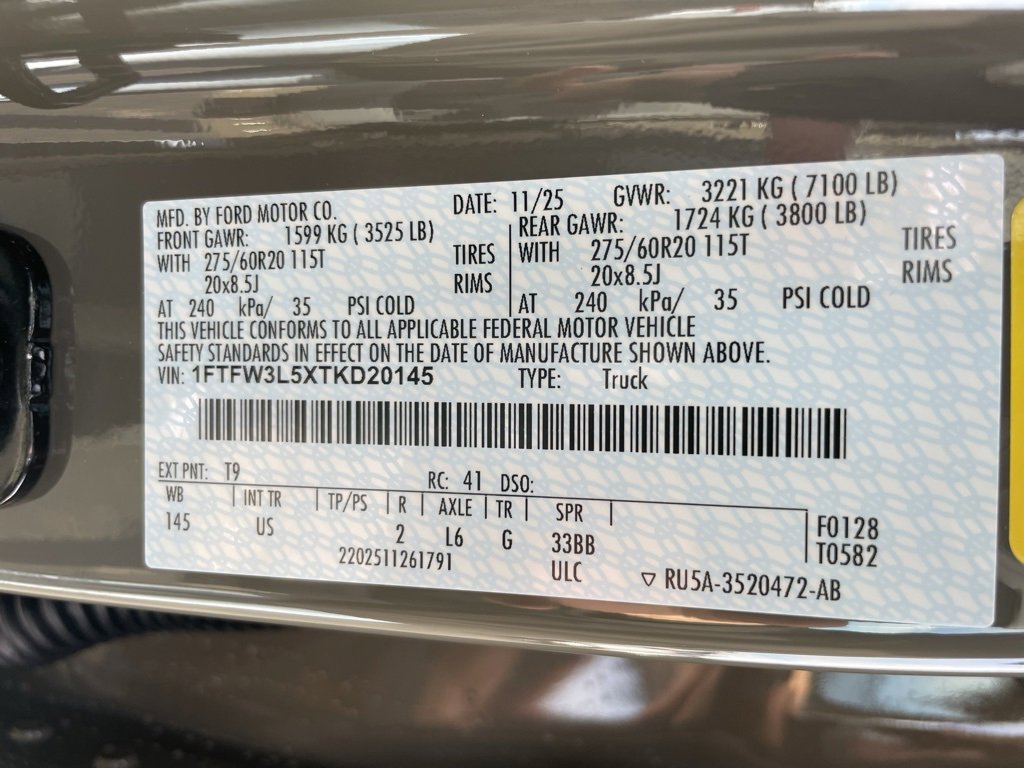 MFD. BY FORD MOTOR CO. DATE: 11/25 GVWR: 3221 KG ( 7100 LB)
FRONT GAWR: 1599 KG ( 3525 LB) REAR GAWR: 1724 KG ( 3800 LB)
WITH 275/60R20 115T TIRES WITH 275/60R20 115T TIRES
20x8.5J RIMS 20x8.5J RIMS
AT 240 kPa/ 35 PSI COLD AT 240 kPa/ 35 PSI COLD
THIS VEHICLE CONFORMS TO ALL APPLICABLE FEDERAL MOTOR VEHICLE
SAFETY STANDARDS IN EFFECT ON THE DATE OF MANUFACTURE SHOWN ABOVE.
VIN: 1FTFW3L5XTKD20145 TYPE: Truck
EXT PNT: T9 RC: 41 DSO:
WB | INT TR | TP/PS | R | AXLE | TR | SPR |
145 US 2 L6 G 33BB F0128
2202511261791 ULC T0582
▽ RU5A-3520472-AB